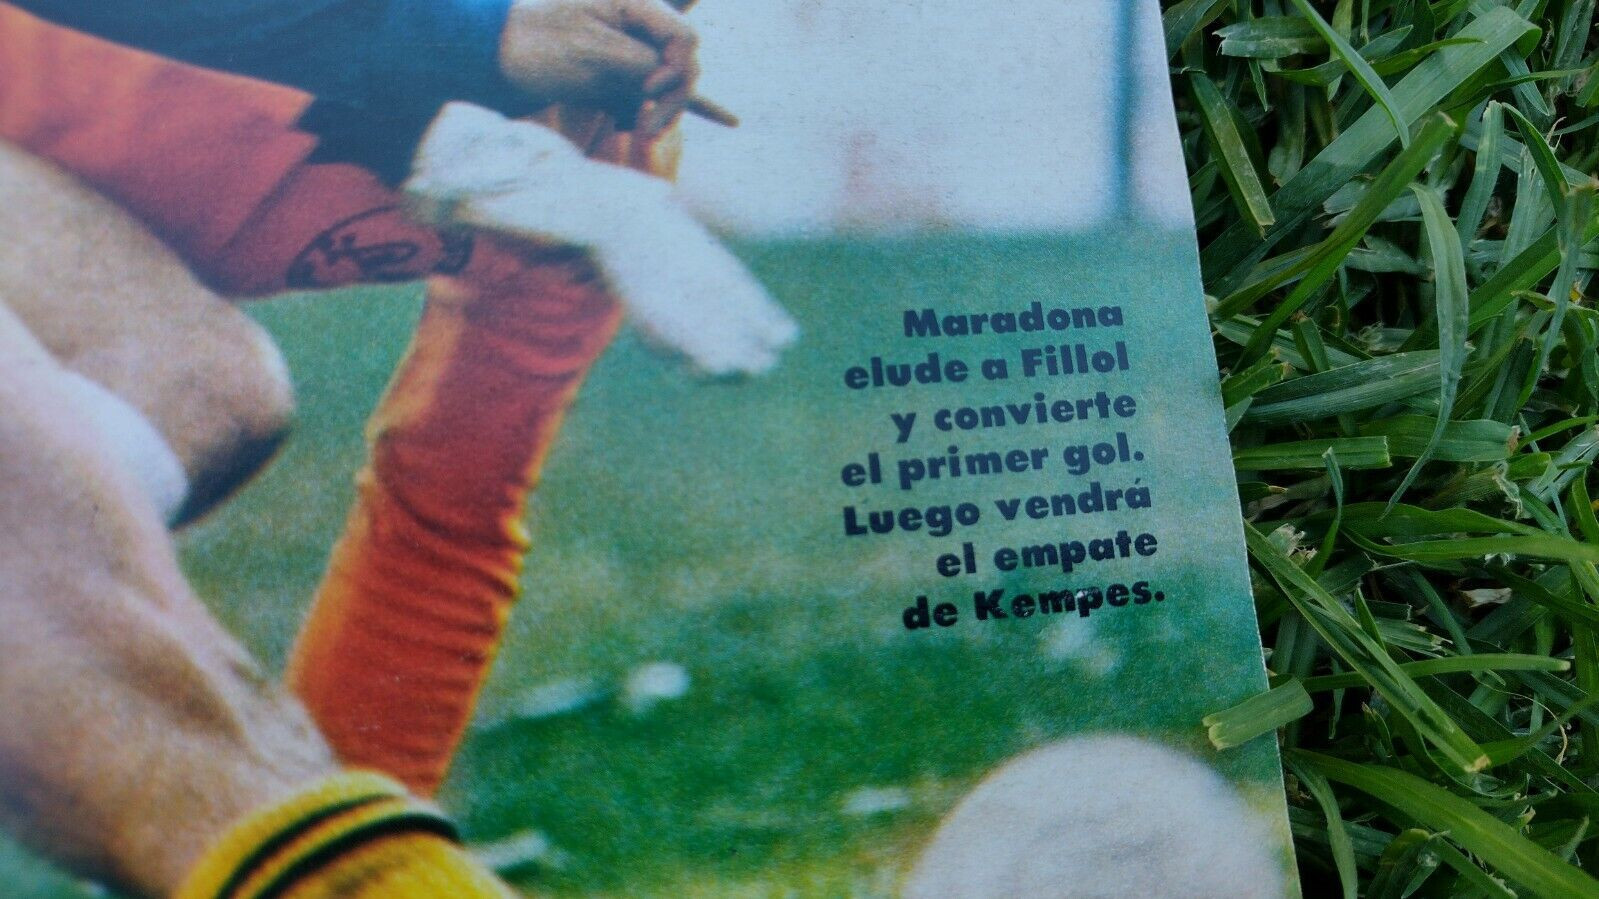 Maradona
elude a Fillol
y convierte
el primer gol.
Luego vendrá
el empate
de Kempes.